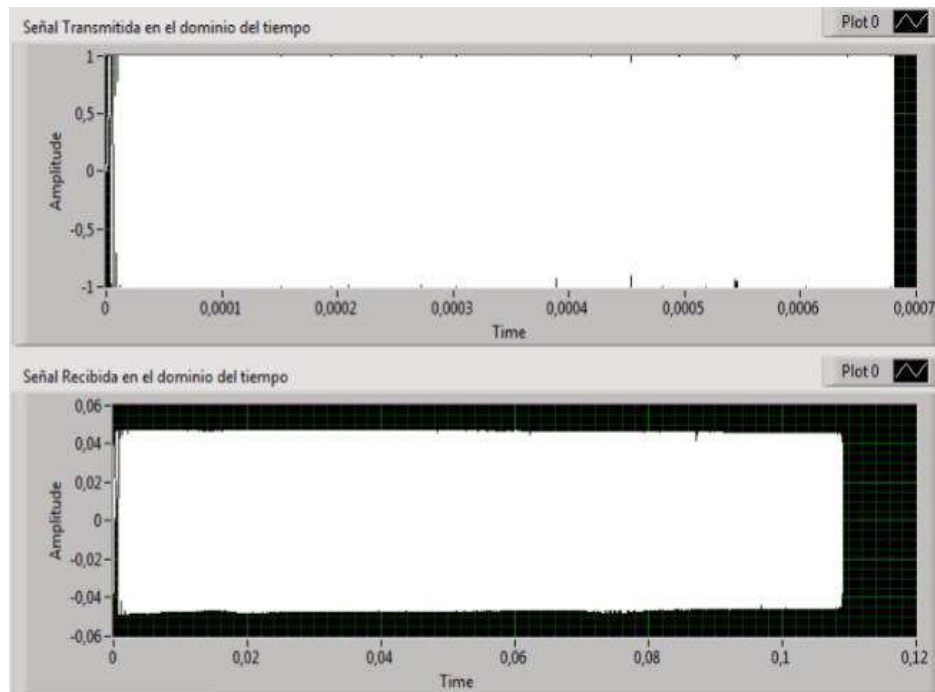 Señal Transmitida en el dominio del tiempo
Plot 0
Amplitude
1
0,5
0
-0,5
-1
0 0,0001 0,0002 0,0003 0,0004 0,0005 0,0006 0,0007
Time
Señal Recibida en el dominio del tiempo
Plot 0
Amplitude
0,06
0,04
0,02
0
-0,02
-0,04
-0,06
0 0,02 0,04 0,06 0,08 0,1 0,12
Time